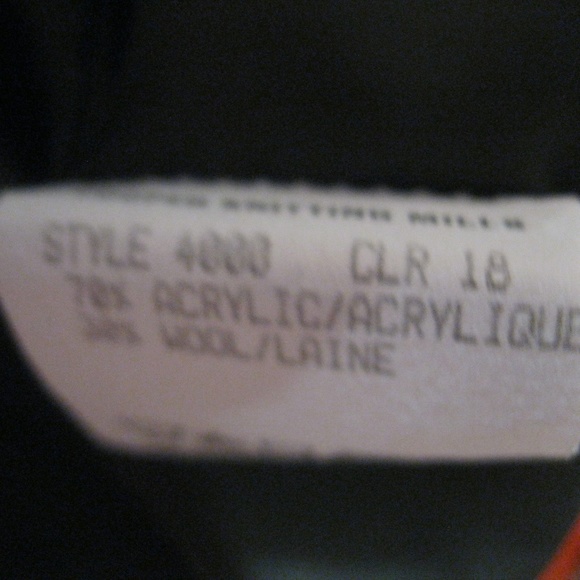 KNITTING MILLS
STYLE 4000 CLR 18
70% ACRYLIC/ACRYLIQUE
30% WOOL/LAINE